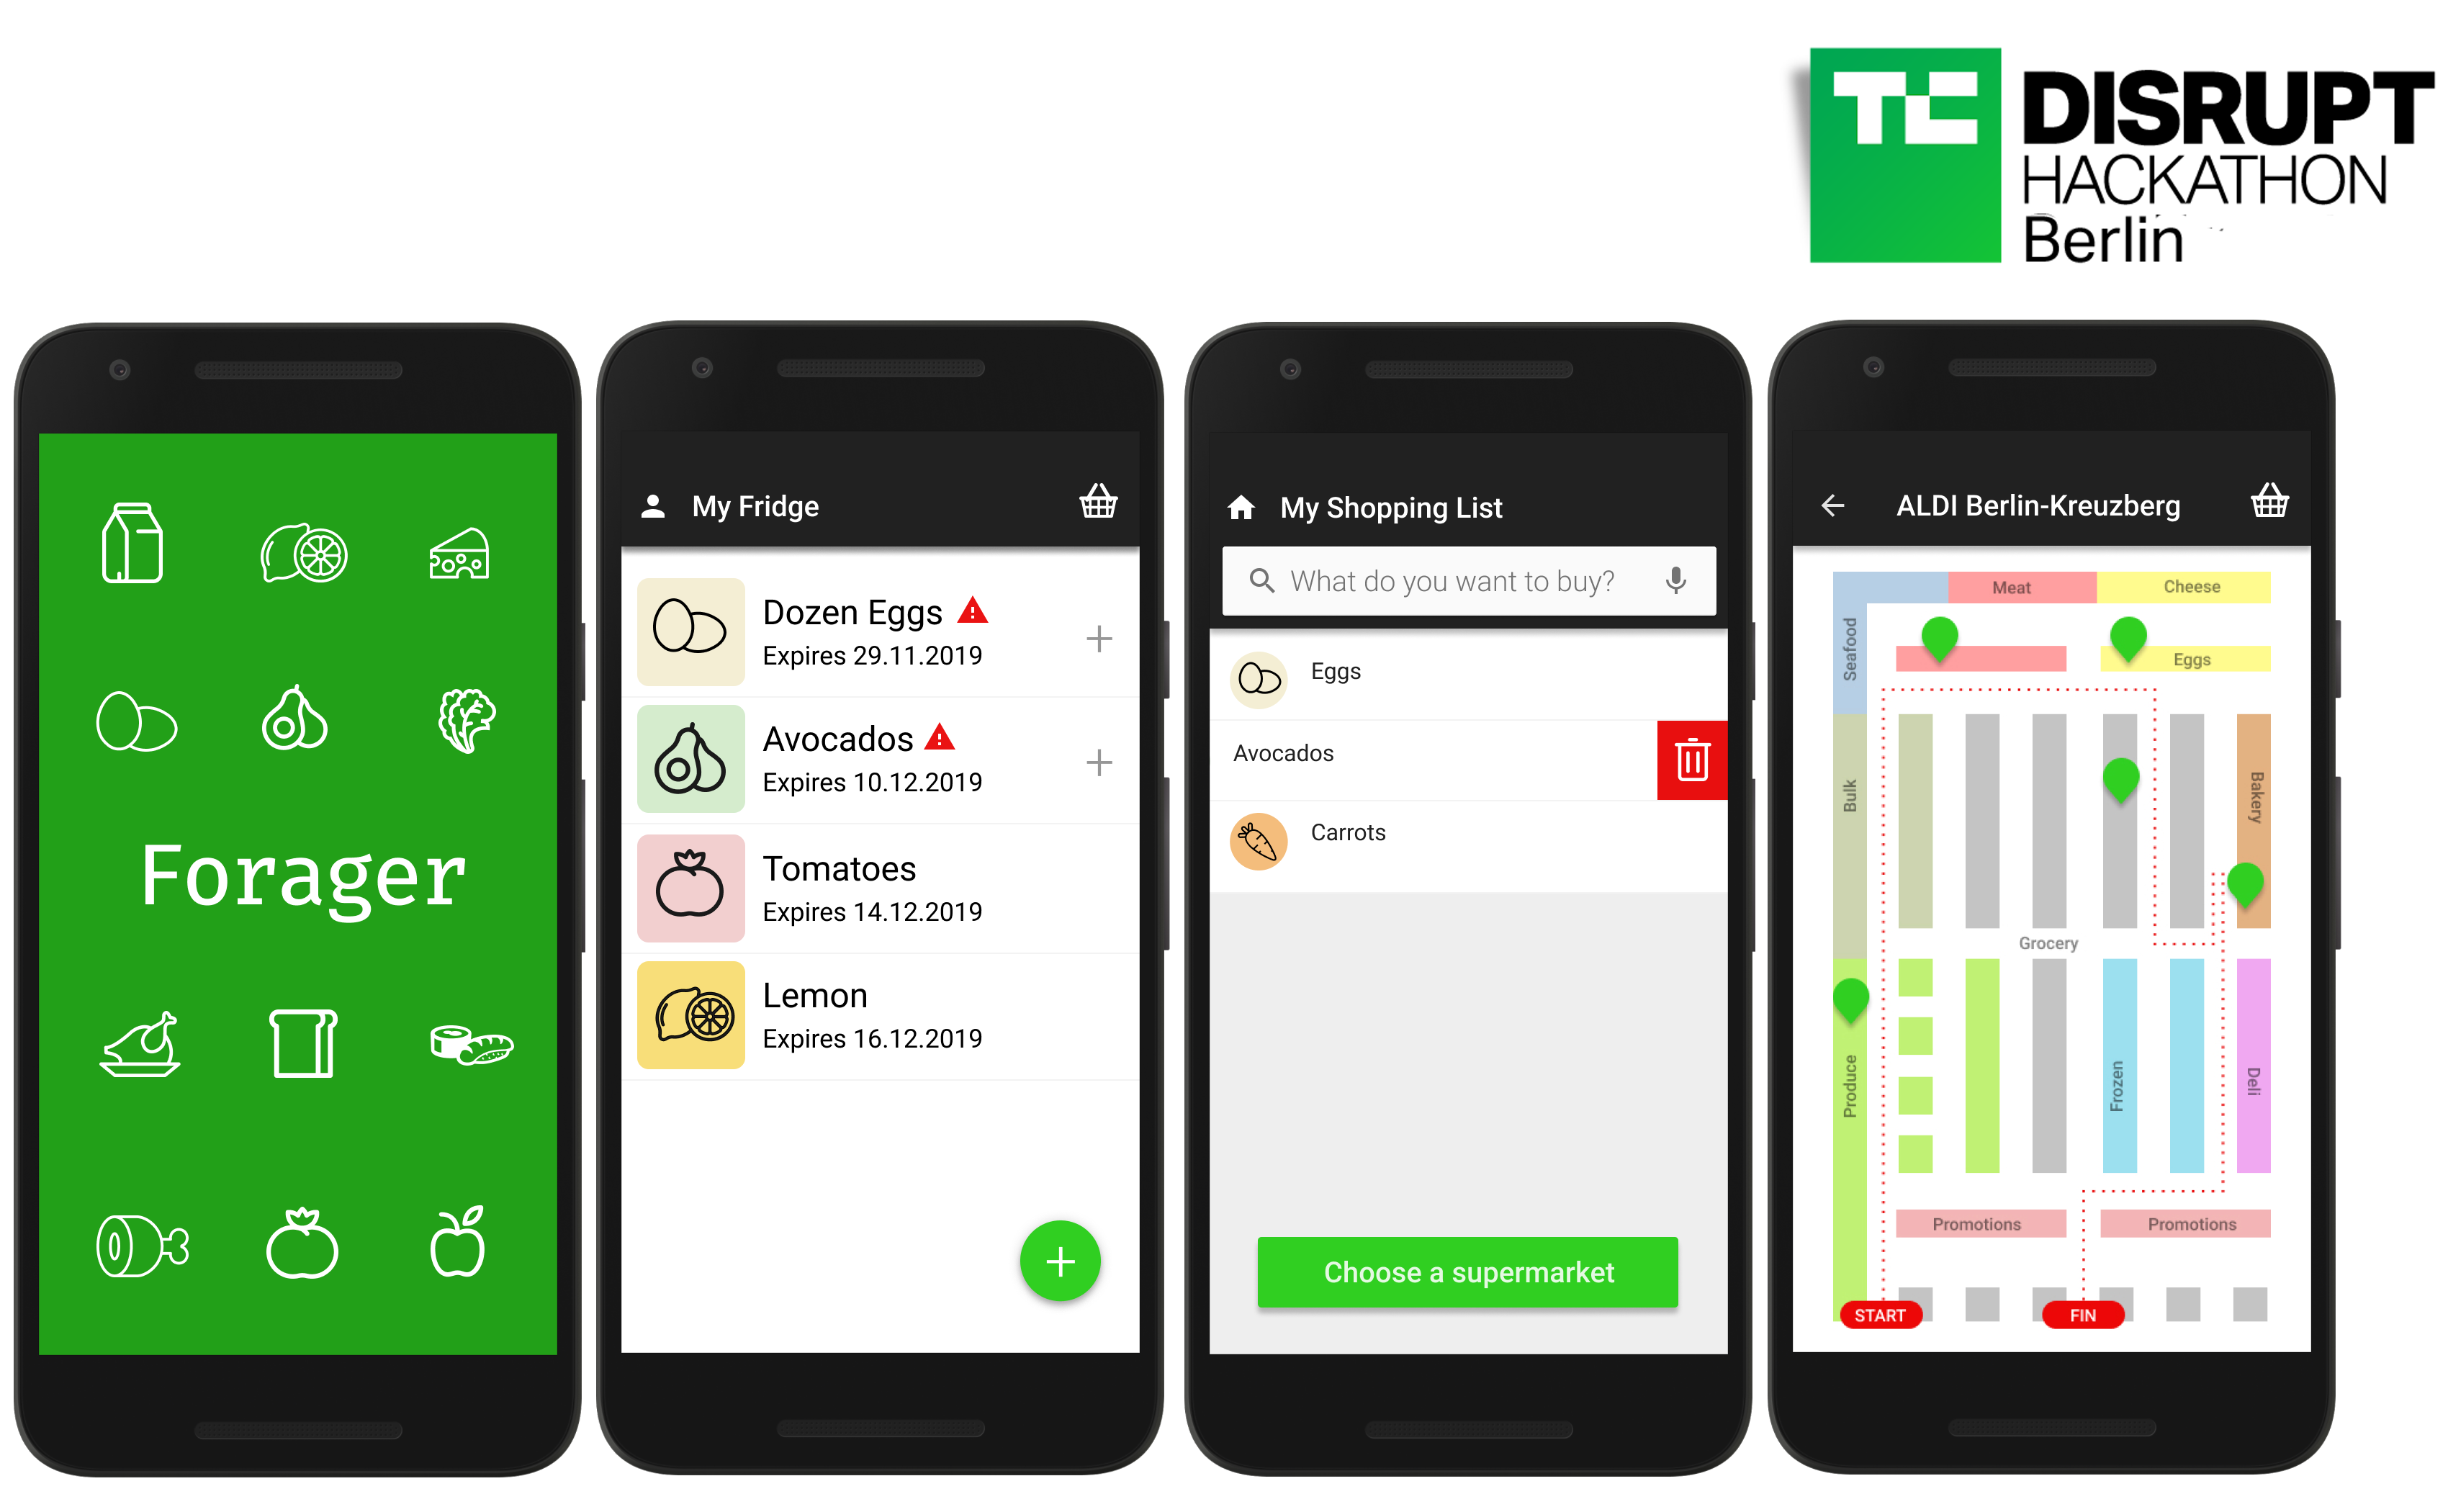 TC
DISRUPT
HACKATHON
Berlin
Forager
My Fridge
Dozen Eggs
Expires 29.11.2019
Avocados
Expires 10.12.2019
Tomatoes
Expires 14.12.2019
Lemon
Expires 16.12.2019
My Shopping List
What do you want to buy?
Eggs
Avocados
Carrots
Choose a supermarket
ALDI Berlin-Kreuzberg
Meat
Cheese
Seafood
Eggs
Bulk
Bakery
Grocery
Produce
Frozen
Deli
Promotions
Promotions
START
FIN